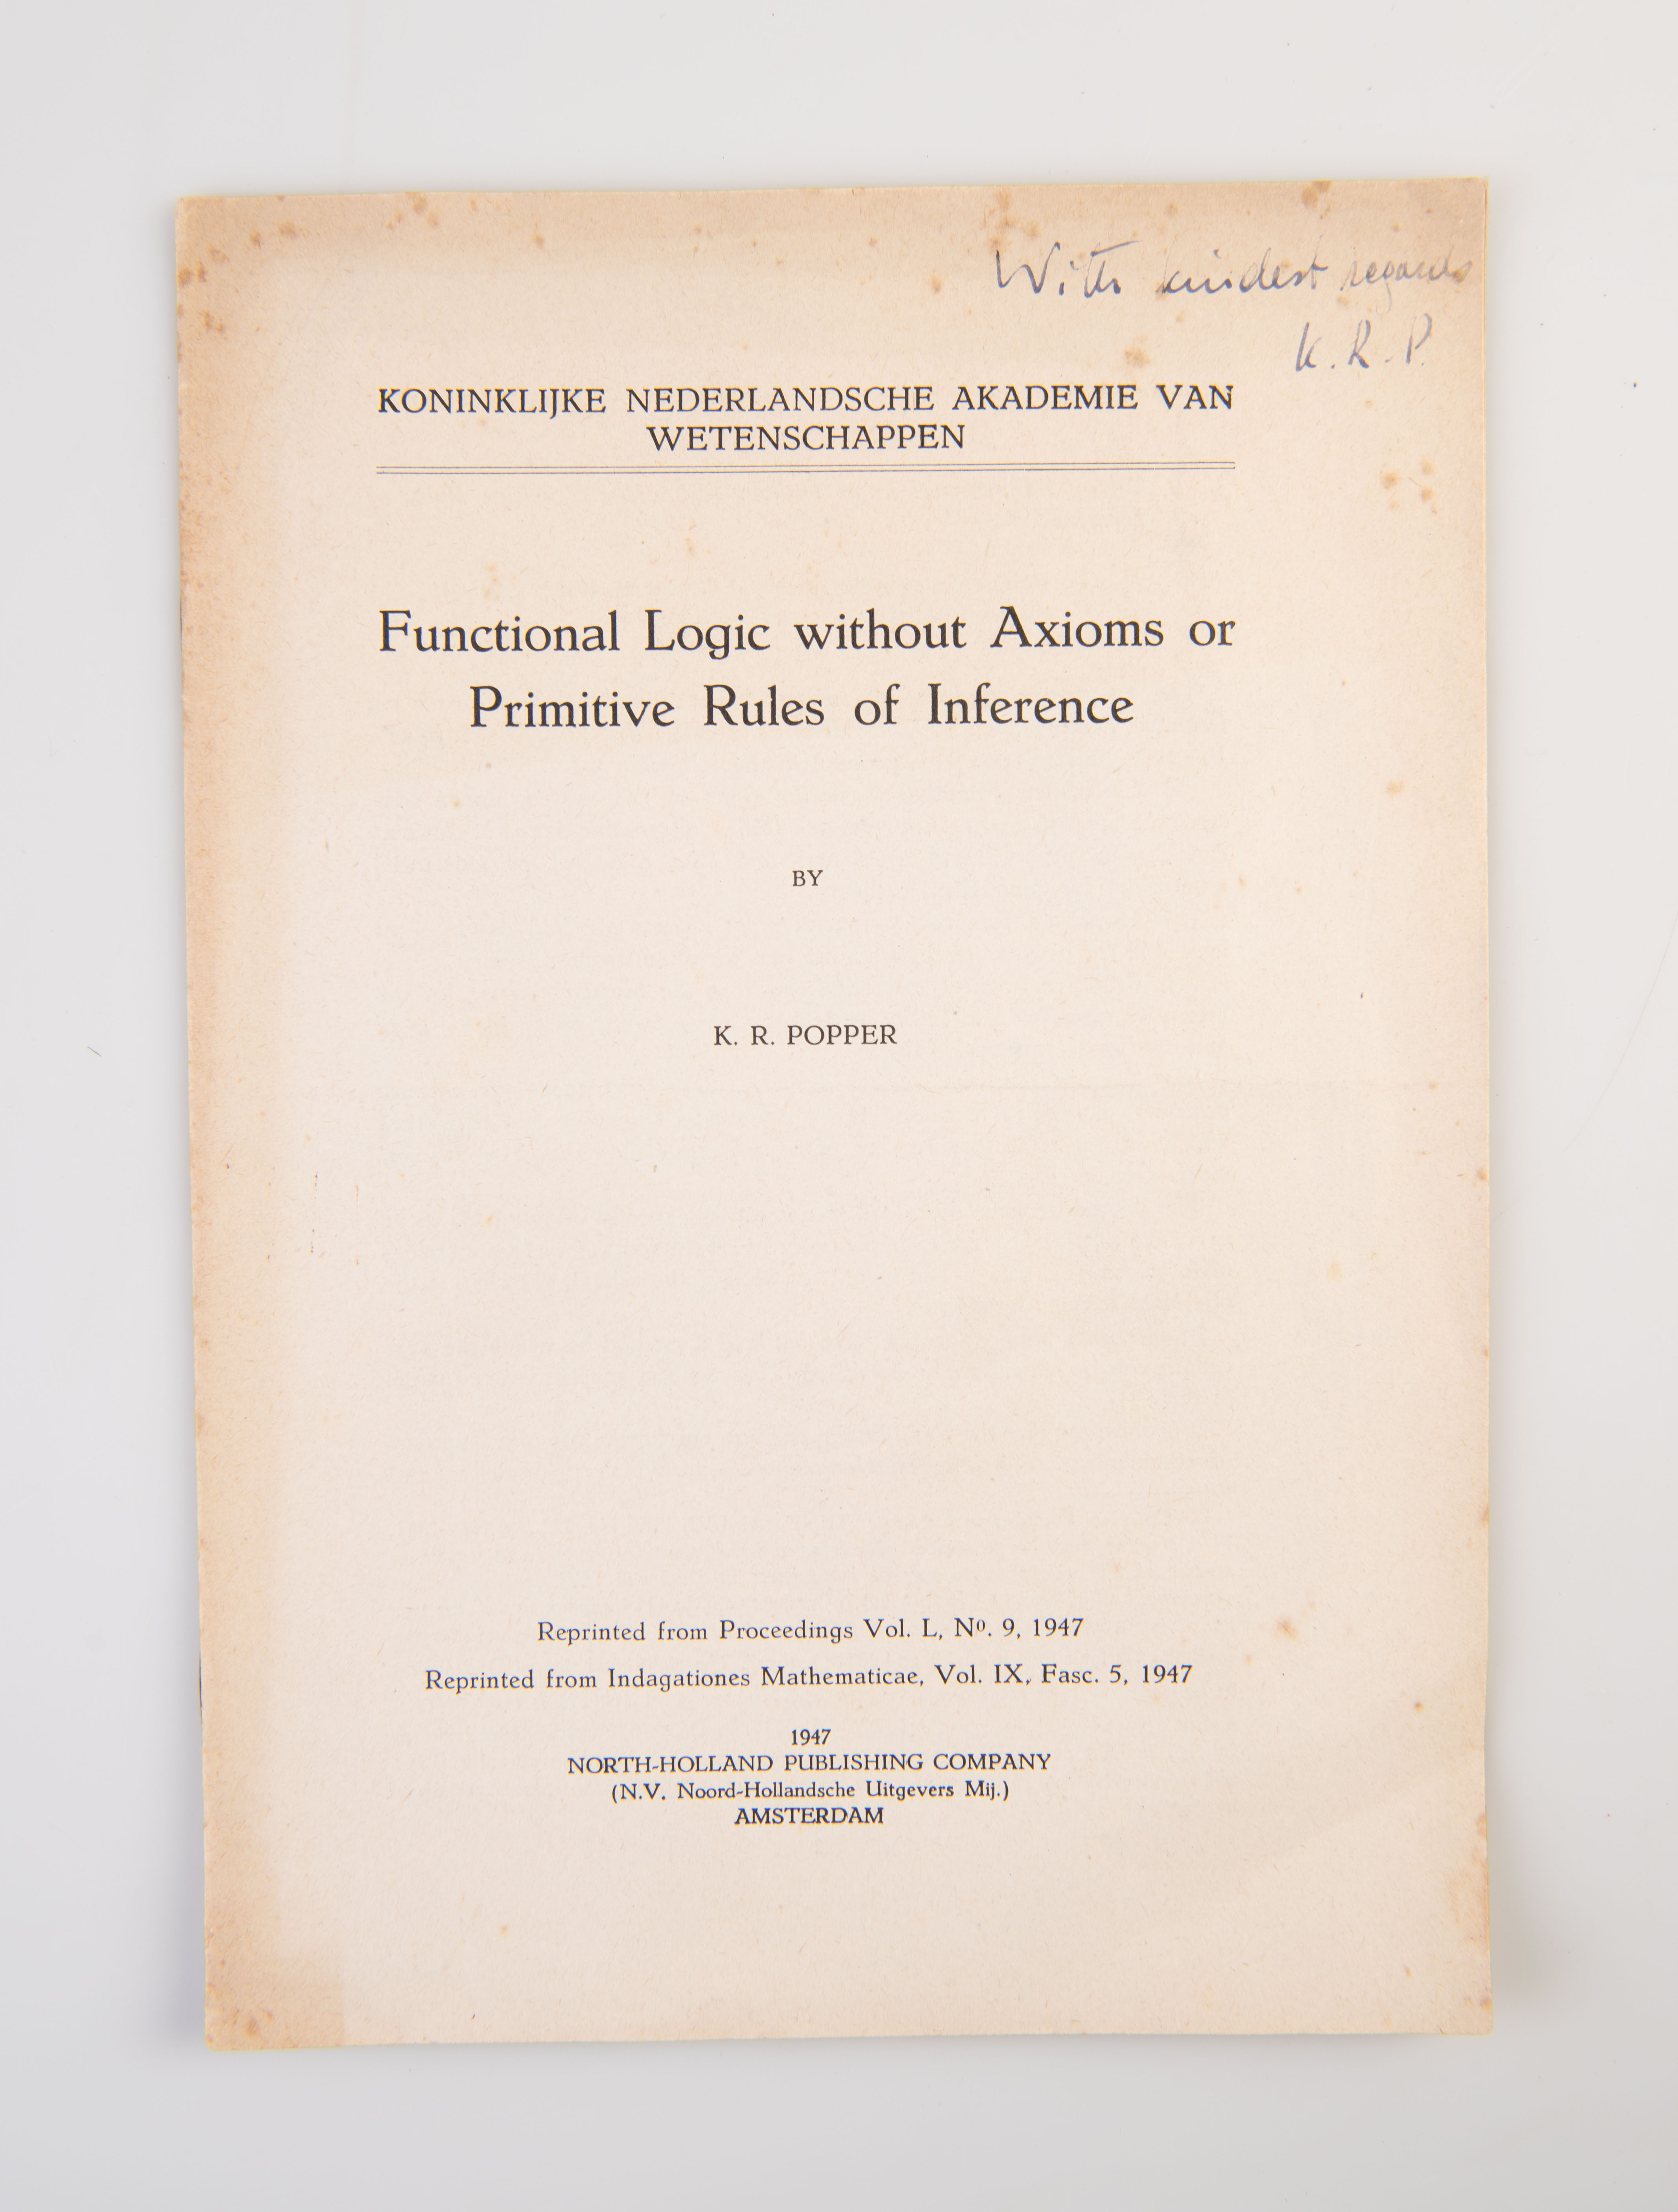 With kindest regards
K. R. P.
KONINKLIJKE NEDERLANDSCHE AKADEMIE VAN
WETENSCHAPPEN
Functional Logic without Axioms or
Primitive Rules of Inference
BY
K. R. POPPER
Reprinted from Proceedings Vol. L, Nº. 9, 1947
Reprinted from Indagationes Mathematicae, Vol. IX, Fasc. 5, 1947
1947
NORTH-HOLLAND PUBLISHING COMPANY
(N.V. Noord-Hollandsche Uitgevers Mij.)
AMSTERDAM